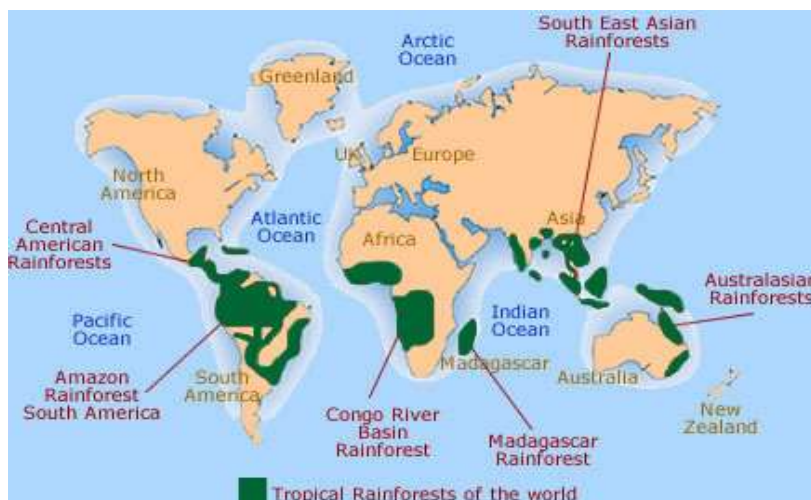 South East Asian
Rainforests
Arctic
Ocean
Greenland
UK
Europe
North
America
Atlantic
Ocean
Asia
Central
American
Rainforests
Africa
Australasian
Rainforests
Indian
Ocean
Pacific
Ocean
Madagascar
Australia
Amazon
Rainforest
South America
South
America
Congo River
Basin
Rainforest
Madagascar
Rainforest
New
Zealand
Tropical Rainforests of the world